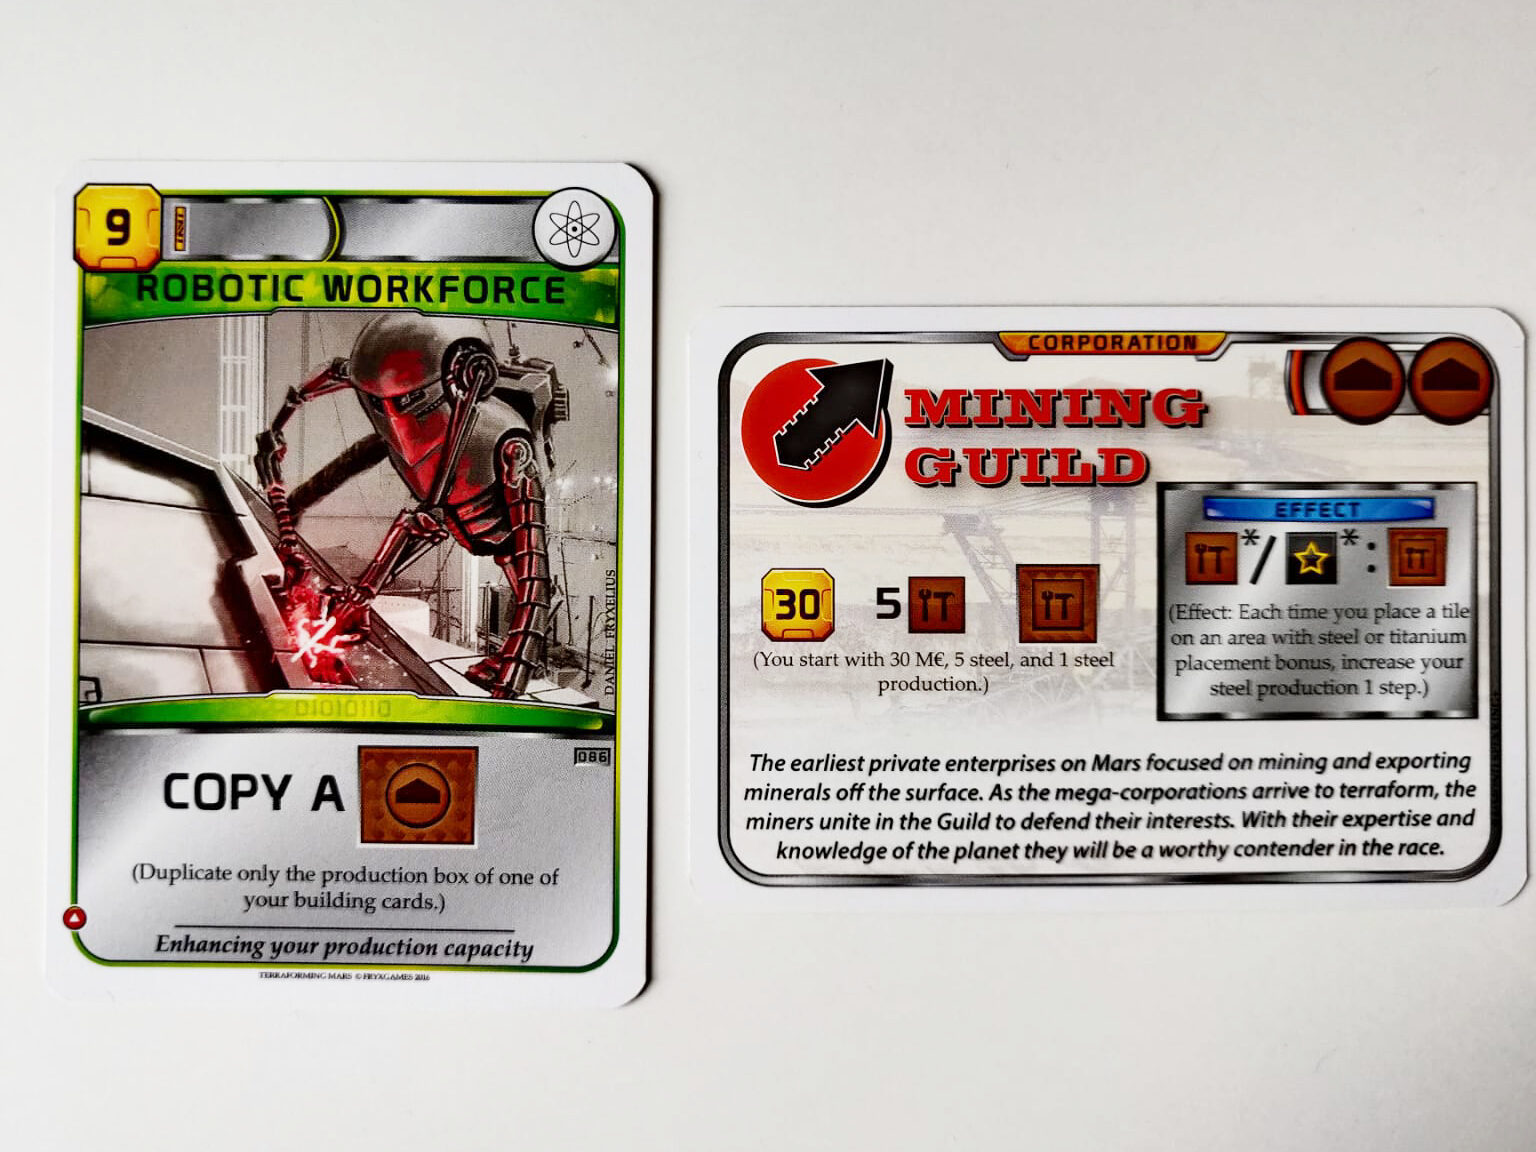 9
ROBOTIC WORKFORCE
DANIEL FRYXELIUS
01010110
086
COPY A
(Duplicate only the production box of one of
your building cards.)
Enhancing your production capacity
TERRAFORMING MARS © FRYXGAMES 2016
CORPORATION
MINING
GUILD
EFFECT
* / * :
30 5
(You start with 30 M€, 5 steel, and 1 steel
production.)
(Effect: Each time you place a tile
on an area with steel or titanium
placement bonus, increase your
steel production 1 step.)
The earliest private enterprises on Mars focused on mining and exporting
minerals off the surface. As the mega-corporations arrive to terraform, the
miners unite in the Guild to defend their interests. With their expertise and
knowledge of the planet they will be a worthy contender in the race.